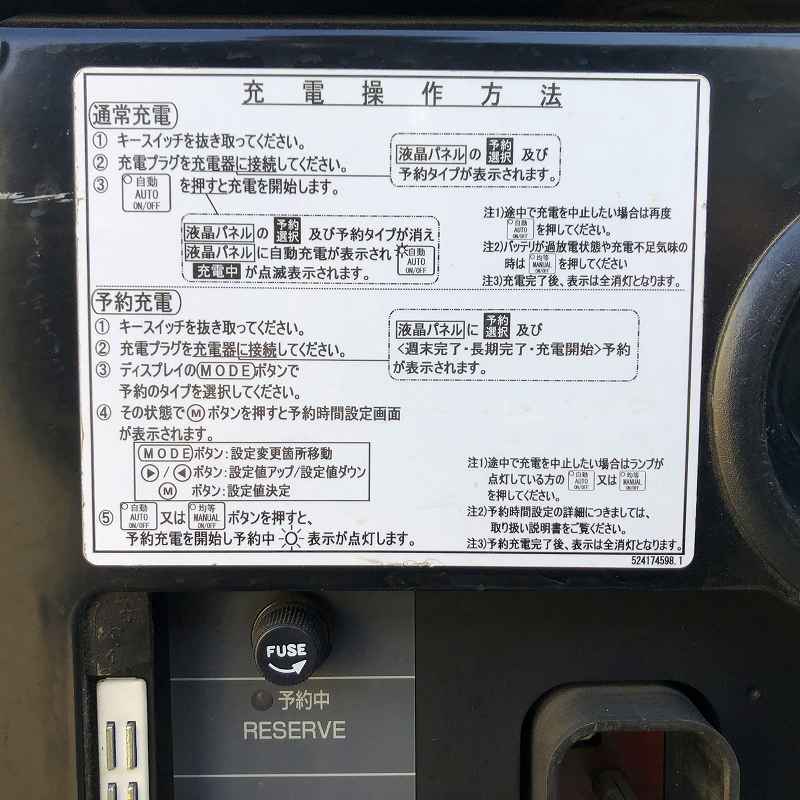 充電操作方法
通常充電
① キースイッチを抜き取ってください。
② 充電プラグを充電器に接続してください。
液晶パネル の 予約選択 及び
予約タイプが表示されます。
③ 自動 AUTO ON/OFF を押すと充電を開始します。
液晶パネル の 予約選択 及び予約タイプが消え
液晶パネル に自動充電が表示され 自動 AUTO ON/OFF
充電中 が点滅表示されます。
注1)途中で充電を中止したい場合は再度
自動 AUTO ON/OFF を押してください。
注2)バッテリが過放電状態や充電不足気味の
時は 均等 MANUAL ON/OFF を押してください
注3)充電完了後、表示は全消灯となります。
予約充電
① キースイッチを抜き取ってください。
② 充電プラグを充電器に接続してください。
液晶パネル に 予約選択 及び
<週末完了・長期完了・充電開始>予約
が表示されます。
③ ディスプレイの MODE ボタンで
予約のタイプを選択してください。
④ その状態で Ⓜ ボタンを押すと予約時間設定画面
が表示されます。
MODE ボタン:設定変更箇所移動
▶/◀ボタン:設定値アップ/設定値ダウン
Ⓜ ボタン:設定値決定
⑤ 自動 AUTO ON/OFF 又は 均等 MANUAL ON/OFF ボタンを押すと、
予約充電を開始し予約中 表示が点灯します。
注1)途中で充電を中止したい場合はランプが
点灯している方の 自動 AUTO ON/OFF 又は 均等 MANUAL ON/OFF
を押してください。
注2)予約時間設定の詳細につきましては、
取り扱い説明書をご覧ください。
注3)予約充電完了後、表示は全消灯となります。
524174598.1
FUSE
予約中
RESERVE